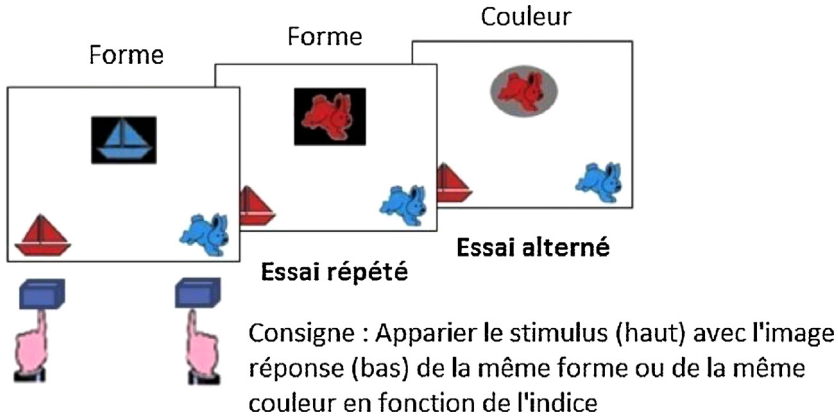 Couleur
Forme
Forme
Essai alterné
Essai répété
Consigne : Apparier le stimulus (haut) avec l'image
réponse (bas) de la même forme ou de la même
couleur en fonction de l'indice